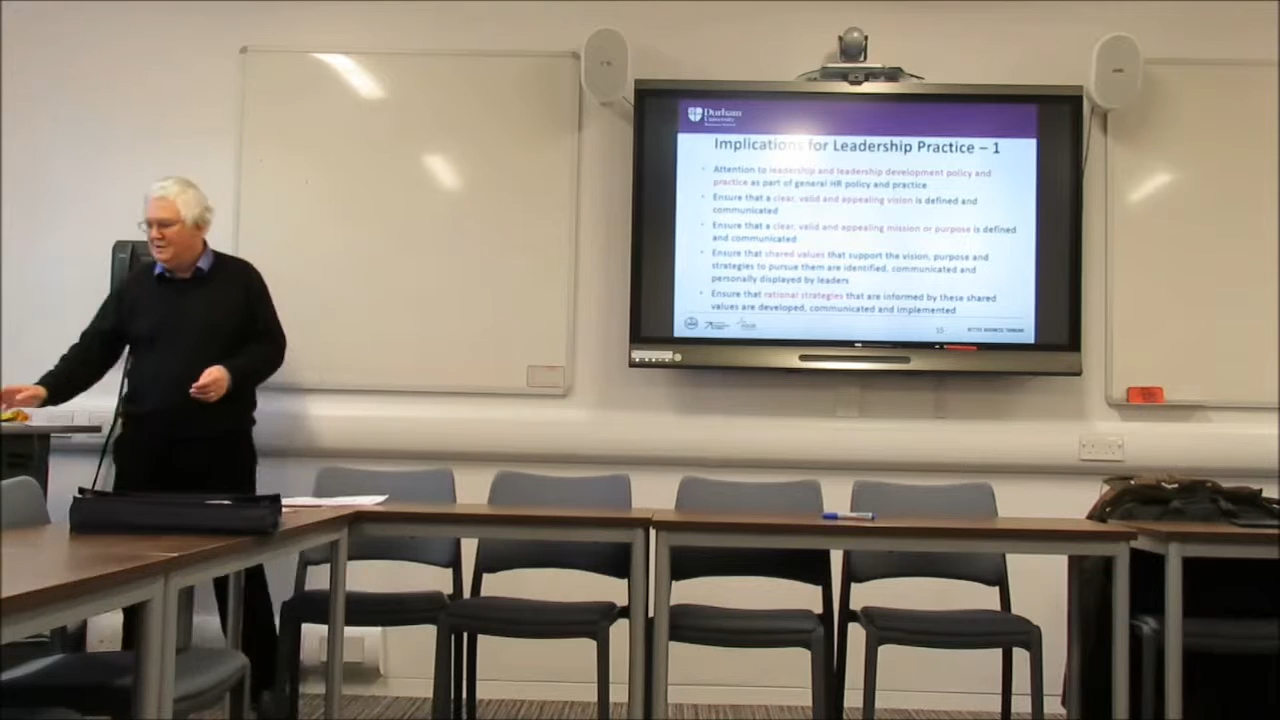 Durham
University
Implications for Leadership Practice – 1
Attention to leadership and leadership development policy and
practice as part of general HR policy and practice
Ensure that a clear, valid and appealing vision is defined and
communicated
Ensure that a clear, valid and appealing mission or purpose is defined
and communicated
Ensure that shared values that support the vision, purpose and
strategies to pursue them are identified, communicated and
personally displayed by leaders
Ensure that rational strategies that are informed by these shared
values are developed, communicated and implemented
15
BETTER BUSINESS THINKING